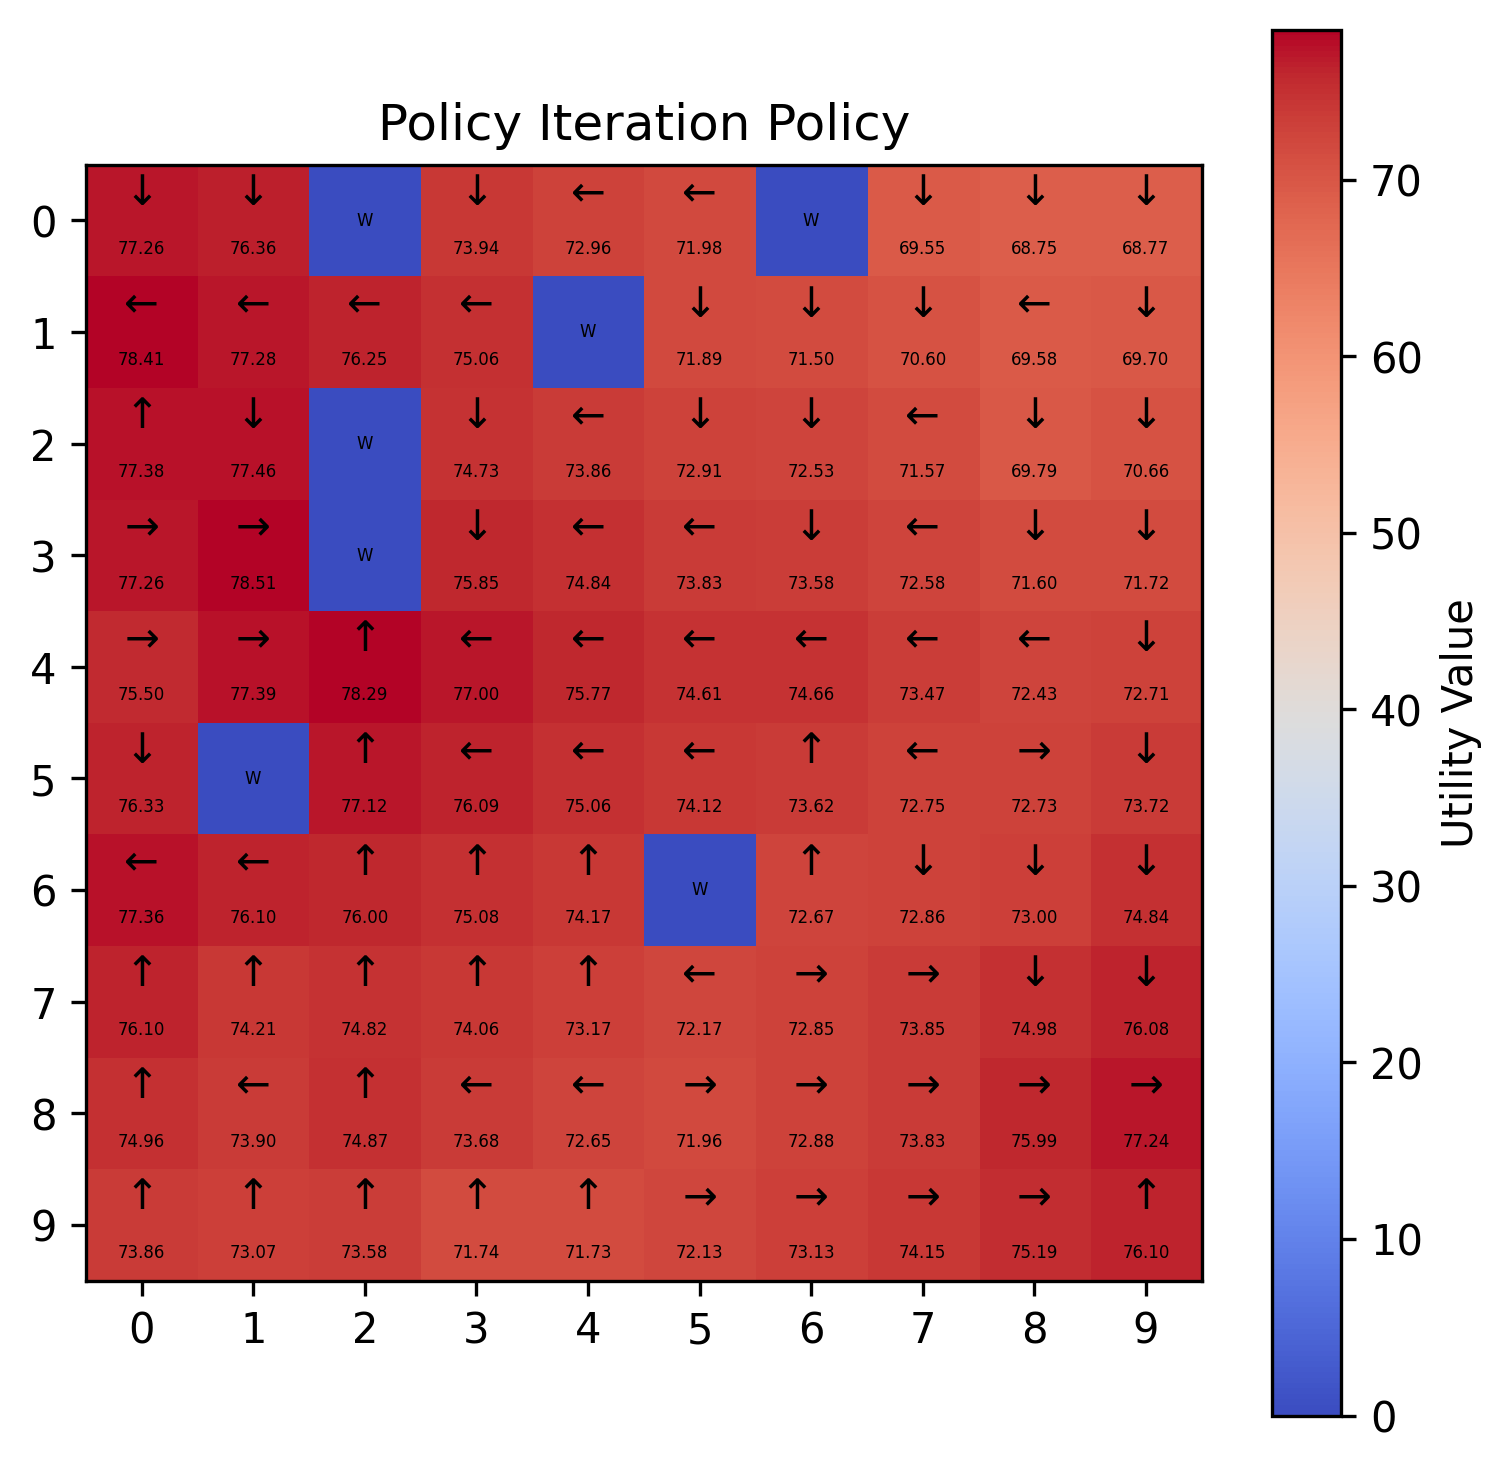 Policy Iteration Policy
0 ↓ ↓ W ↓ ← ← W ↓ ↓ ↓
77.26 76.36 73.94 72.96 71.98 69.55 68.75 68.77
1 ← ← ← ← W ↓ ↓ ↓ ← ↓
78.41 77.28 76.25 75.06 71.89 71.50 70.60 69.58 69.70
2 ↑ ↓ W ↓ ← ↓ ↓ ← ↓ ↓
77.38 77.46 74.73 73.86 72.91 72.53 71.57 69.79 70.66
3 → → W ↓ ← ← ↓ ← ↓ ↓
77.26 78.51 75.85 74.84 73.83 73.58 72.58 71.60 71.72
4 → → ↑ ← ← ← ← ← ← ↓
75.50 77.39 78.29 77.00 75.77 74.61 74.66 73.47 72.43 72.71
5 ↓ W ↑ ← ← ← ↑ ← → ↓
76.33 77.12 76.09 75.06 74.12 73.62 72.75 72.73 73.72
6 ← ← ↑ ↑ ↑ W ↑ ↓ ↓ ↓
77.36 76.10 76.00 75.08 74.17 72.67 72.86 73.00 74.84
7 ↑ ↑ ↑ ↑ ↑ ← → → ↓ ↓
76.10 74.21 74.82 74.06 73.17 72.17 72.85 73.85 74.98 76.08
8 ↑ ← ↑ ← ← → → → → →
74.96 73.90 74.87 73.68 72.65 71.96 72.88 73.83 75.99 77.24
9 ↑ ↑ ↑ ↑ ↑ → → → → ↑
73.86 73.07 73.58 71.74 71.73 72.13 73.13 74.15 75.19 76.10
0 1 2 3 4 5 6 7 8 9
70
60
50
40
30
20
10
0
Utility Value